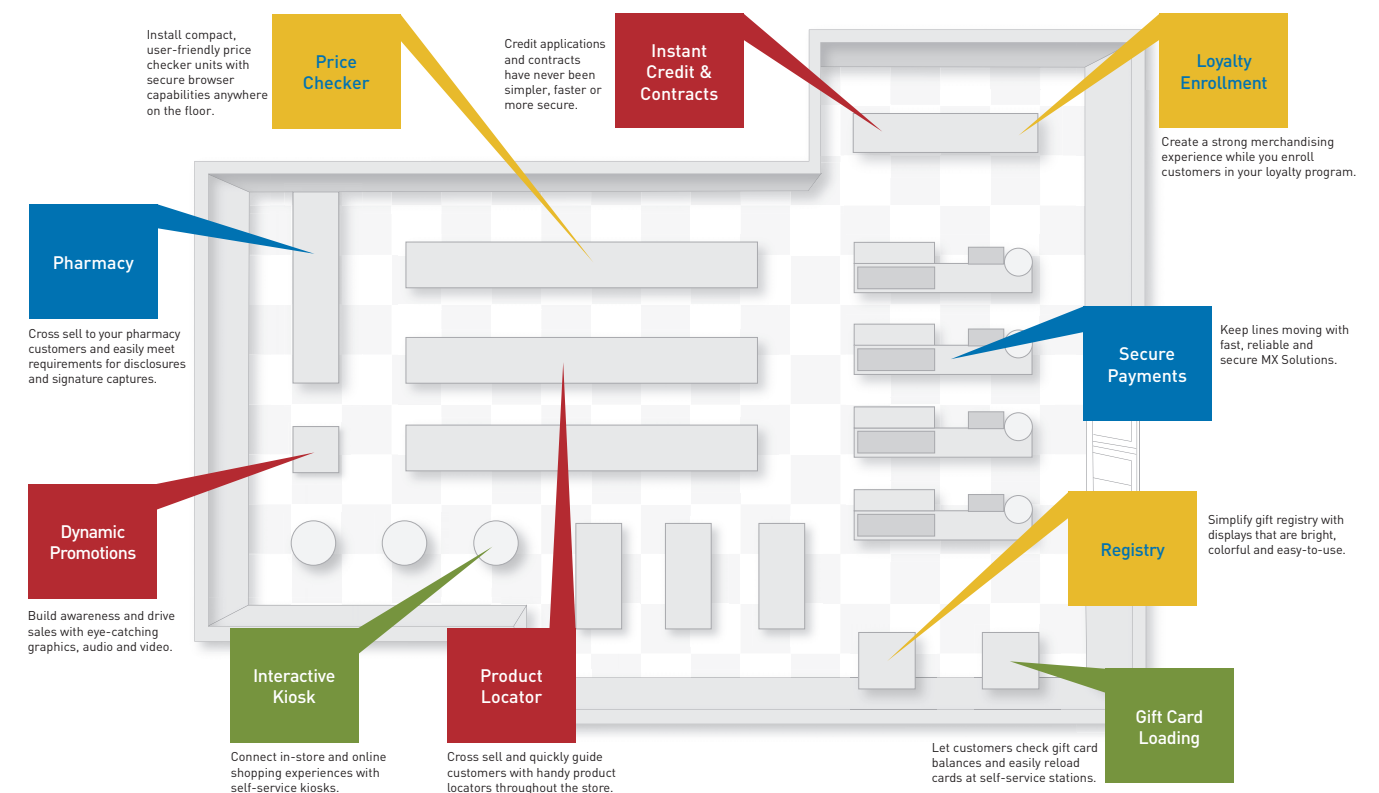 Install compact,
user-friendly price
checker units with
secure browser
capabilities anywhere
on the floor.
Price
Checker
Credit applications
and contracts
have never been
simpler, faster or
more secure.
Instant
Credit &
Contracts
Loyalty
Enrollment
Create a strong merchandising
experience while you enroll
customers in your loyalty program.
Pharmacy
Cross sell to your pharmacy
customers and easily meet
requirements for disclosures
and signature captures.
Secure
Payments
Keep lines moving with
fast, reliable and
secure MX Solutions.
Dynamic
Promotions
Build awareness and drive
sales with eye-catching
graphics, audio and video.
Registry
Simplify gift registry with
displays that are bright,
colorful and easy-to-use.
Interactive
Kiosk
Connect in-store and online
shopping experiences with
self-service kiosks.
Product
Locator
Cross sell and quickly guide
customers with handy product
locators throughout the store.
Let customers check gift card
balances and easily reload
cards at self-service stations.
Gift Card
Loading